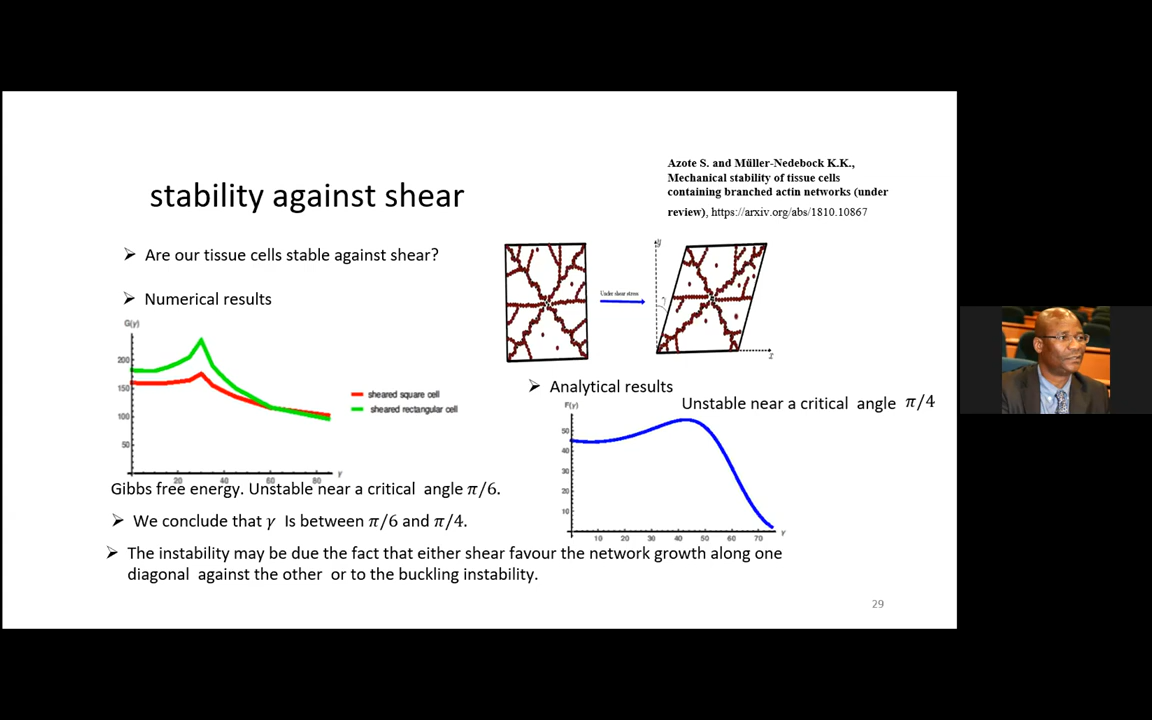 Azote S. and Müller-Nedebock K.K.,
Mechanical stability of tissue cells
containing branched actin networks (under
review), https://arxiv.org/abs/1810.10867
stability against shear
➢ Are our tissue cells stable against shear?
➢ Numerical results
G(γ)
200
150
100
50
20 40 60 80 γ
sheared square cell
sheared rectangular cell
Under shear stress
y
γ
x
➢ Analytical results
Unstable near a critical angle π/4
F(γ)
50
40
30
20
10
10 20 30 40 50 60 70 γ
Gibbs free energy. Unstable near a critical angle π/6.
➢ We conclude that γ Is between π/6 and π/4.
➢ The instability may be due the fact that either shear favour the network growth along one
diagonal against the other or to the buckling instability.
29